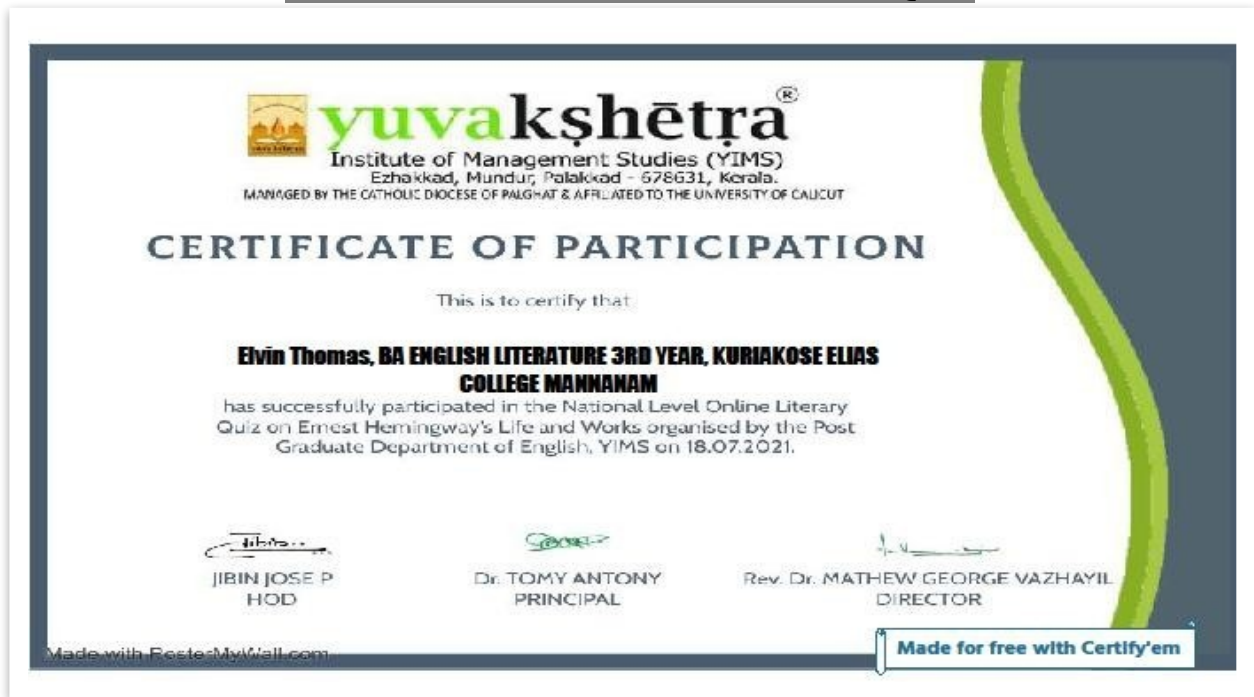 yuvakṣhētṛa®
Institute of Management Studies (YIMS)
Ezhakkad, Mundur, Palakkad - 678631, Kerala.
MANAGED BY THE CATHOLIC DIOCESE OF PALGHAT & AFFILIATED TO THE UNIVERSITY OF CALICUT
CERTIFICATE OF PARTICIPATION
This is to certify that
Elvin Thomas, BA ENGLISH LITERATURE 3RD YEAR, KURIAKOSE ELIAS
COLLEGE MANNANAM
has successfully participated in the National Level Online Literary
Quiz on Ernest Hemingway's Life and Works organised by the Post
Graduate Department of English, YIMS on 18.07.2021.
JIBIN JOSE P
HOD
Dr. TOMY ANTONY
PRINCIPAL
Rev. Dr. MATHEW GEORGE VAZHAYIL
DIRECTOR
Made with PosterMyWall.com
Made for free with Certify'em